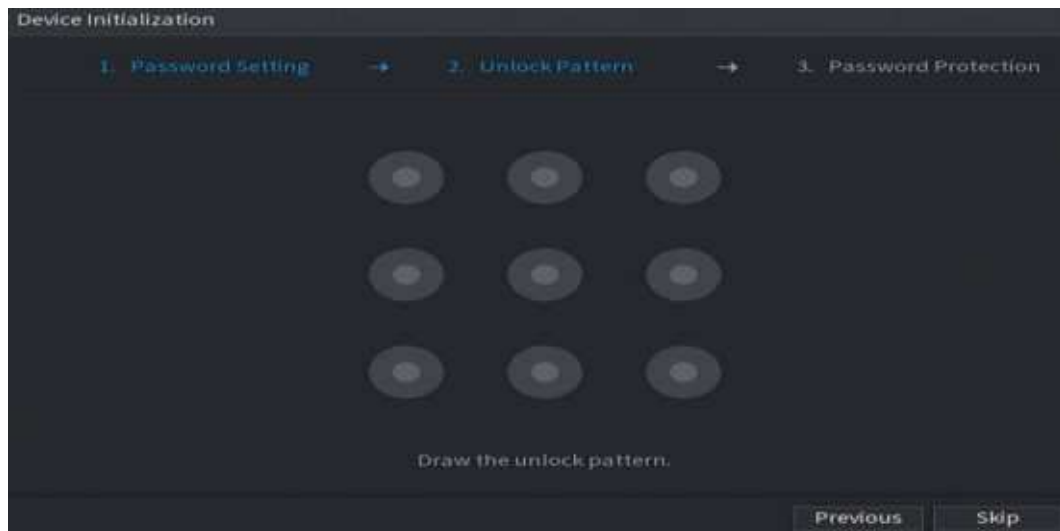 Device Initialization
1. Password Setting → 2. Unlock Pattern → 3. Password Protection
Draw the unlock pattern.
Previous Skip